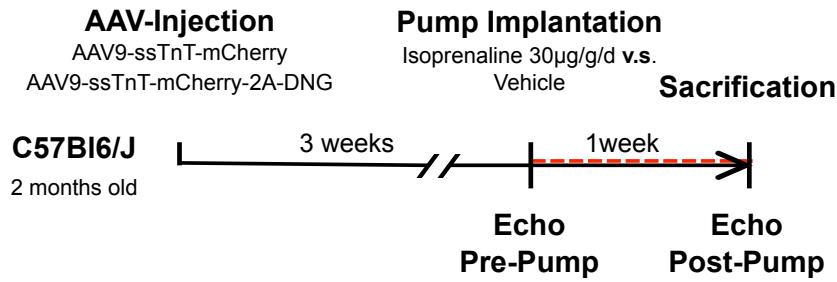 AAV-Injection
AAV9-ssTnT-mCherry
AAV9-ssTnT-mCherry-2A-DNG
Pump Implantation
Isoprenaline 30µg/g/d v.s.
Vehicle
Sacrification
C57Bl6/J
2 months old
3 weeks
1week
Echo
Pre-Pump
Echo
Post-Pump